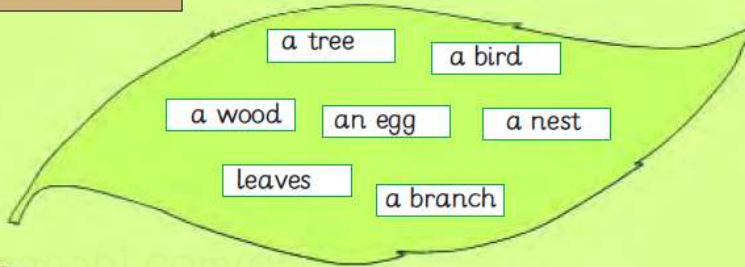 a tree
a bird
a wood
an egg
a nest
leaves
a branch